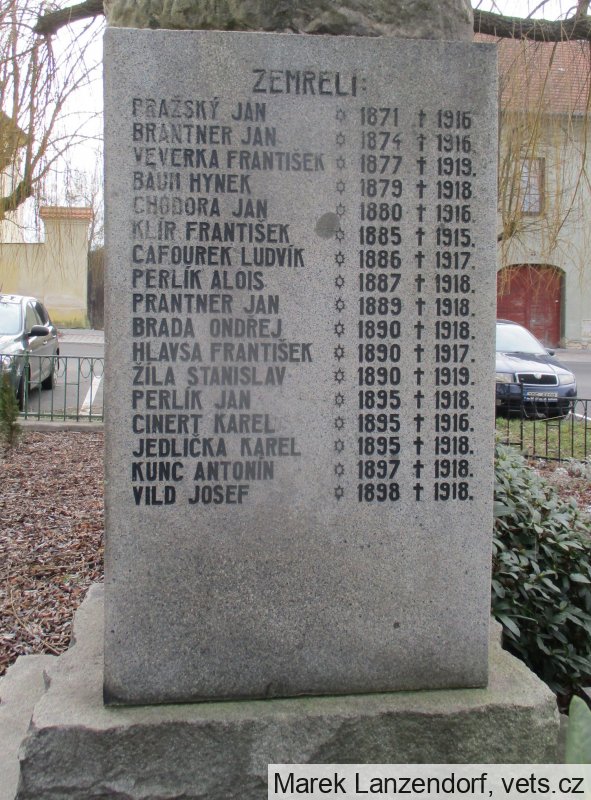 ZEMŘELI:
PRAŽSKÝ JAN ✡ 1871 † 1916
BRANTNER JAN ✡ 1874 † 1916.
VEVERKA FRANTIŠEK ✡ 1877 † 1919.
BAUM HYNEK ✡ 1879 † 1918.
CHODORA JAN ✡ 1880 † 1916.
KLÍR FRANTIŠEK ✡ 1885 † 1915.
CAFOUREK LUDVÍK ✡ 1886 † 1917.
PERLÍK ALOIS ✡ 1887 † 1918.
PRANTNER JAN ✡ 1889 † 1918.
BRADA ONDŘEJ ✡ 1890 † 1918.
HLAVSA FRANTIŠEK ✡ 1890 † 1917.
ŽÍLA STANISLAV ✡ 1890 † 1919.
PERLÍK JAN ✡ 1895 † 1918.
CINERT KAREL ✡ 1895 † 1916.
JEDLIČKA KAREL ✡ 1895 † 1918.
KUNC ANTONÍN ✡ 1897 † 1918.
VILD JOSEF ✡ 1898 † 1918.
Marek Lanzendorf, vets.cz